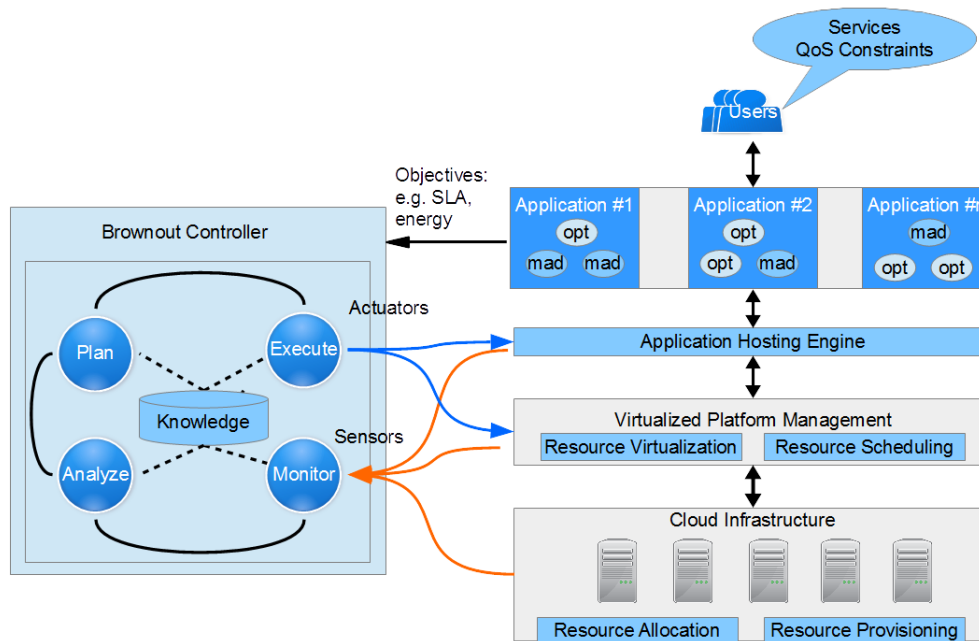 Services
QoS Constraints
Users
Objectives:
e.g. SLA,
energy
Application #1
opt
mad
mad
Application #2
opt
opt
mad
Application #n
mad
opt
opt
Brownout Controller
Actuators
Plan
Execute
Application Hosting Engine
Knowledge
Sensors
Analyze
Monitor
Virtualized Platform Management
Resource Virtualization
Resource Scheduling
Cloud Infrastructure
Resource Allocation
Resource Provisioning